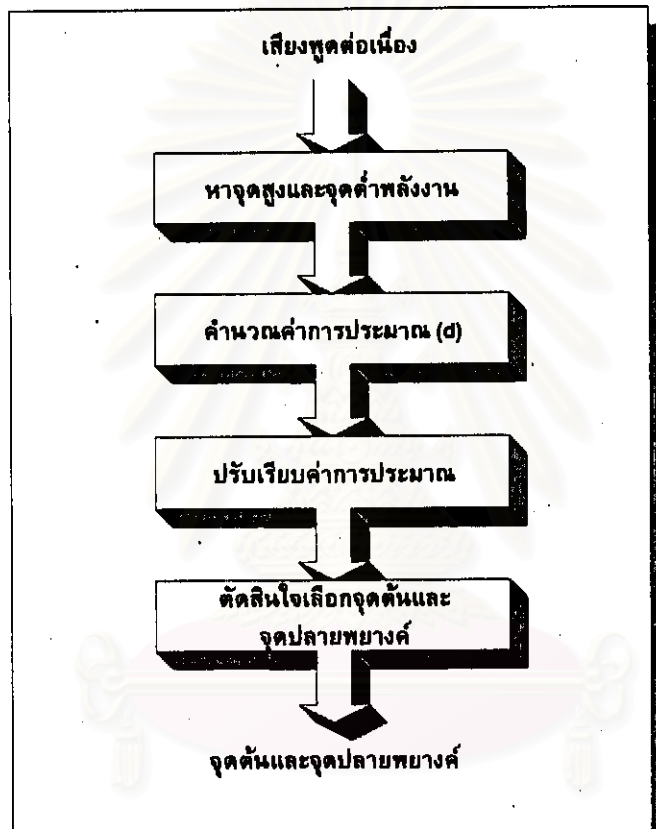 เสียงพูดต่อเนื่อง
หาจุดสูงและจุดต่ำพลังงาน
คำนวณค่าการประมาณ (d)
ปรับเรียบค่าการประมาณ
ตัดสินใจเลือกจุดต้นและ
จุดปลายพยางค์
จุดต้นและจุดปลายพยางค์